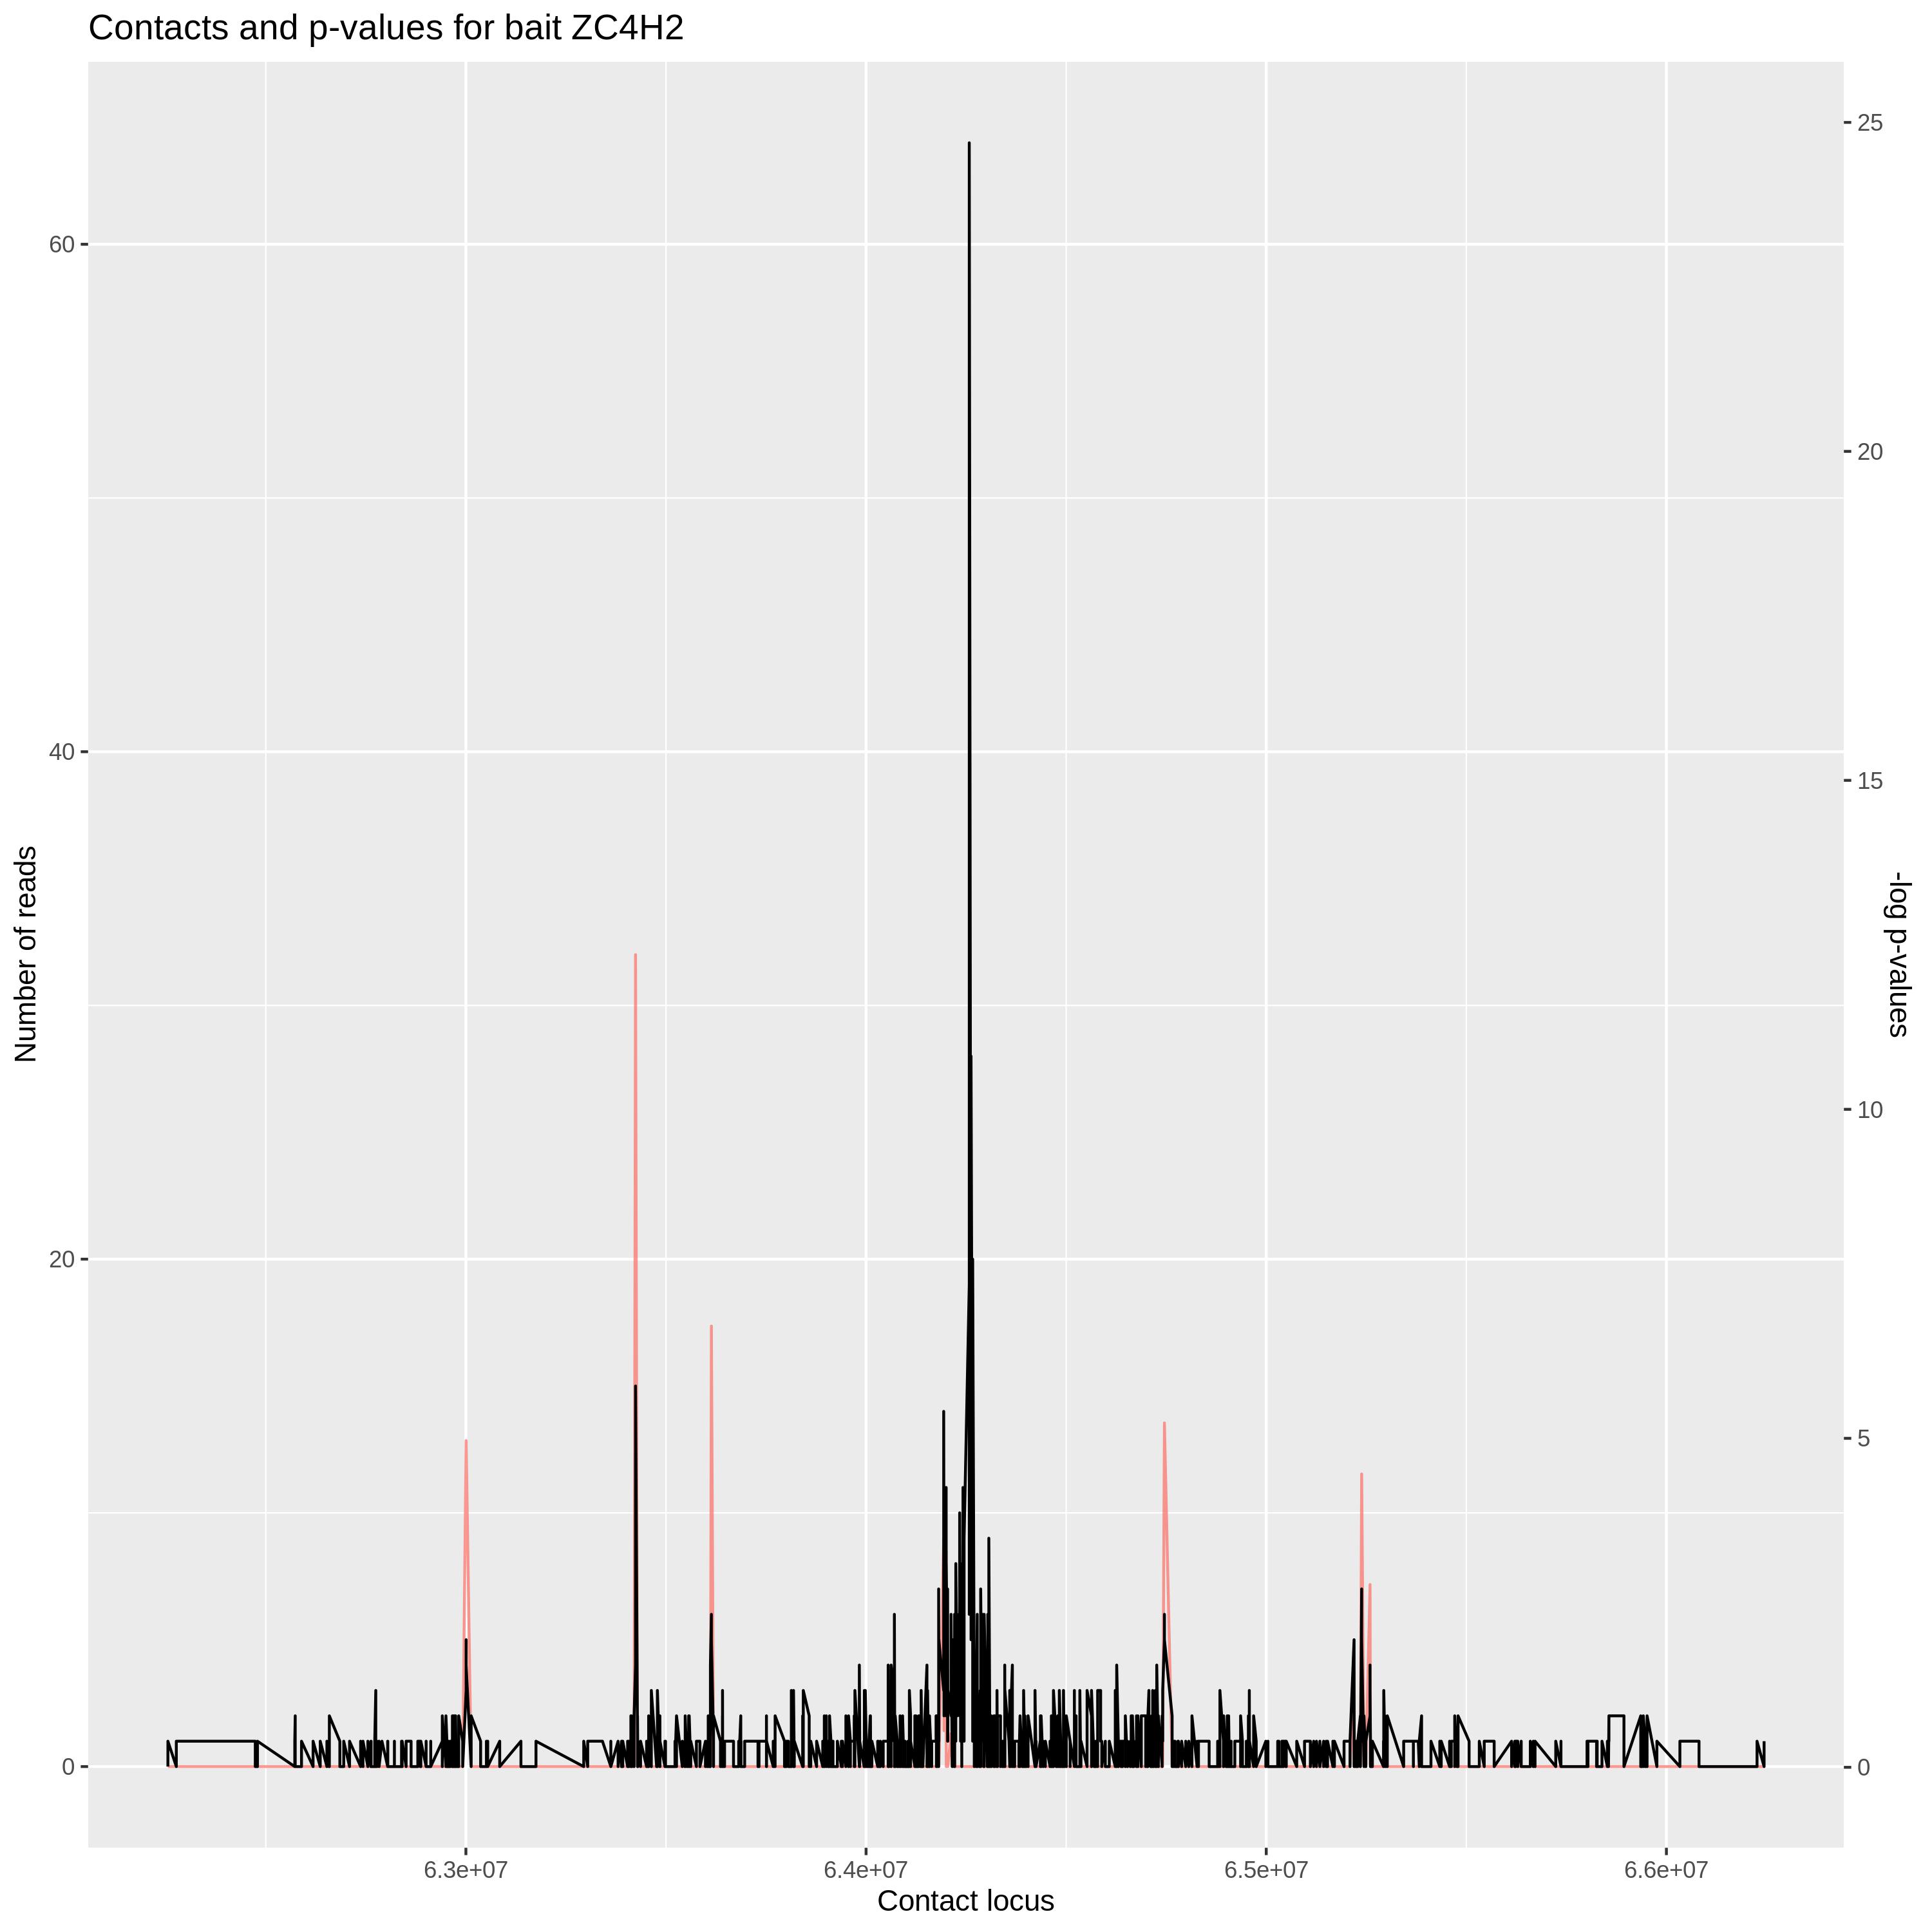 Contacts and p-values for bait ZC4H2
60
40
20
0
Number of reads
25
20
15
10
5
0
-log p-values
6.3e+07 6.4e+07 6.5e+07 6.6e+07
Contact locus